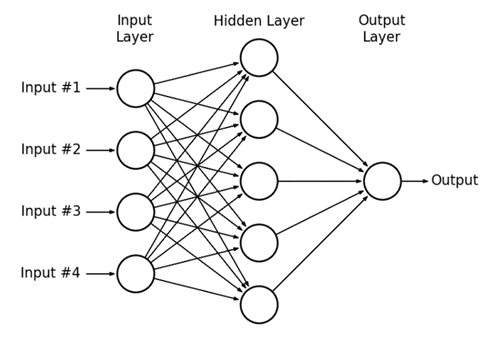 Input
Layer
Hidden Layer
Output
Layer
Input #1
Input #2
Input #3
Input #4
Output